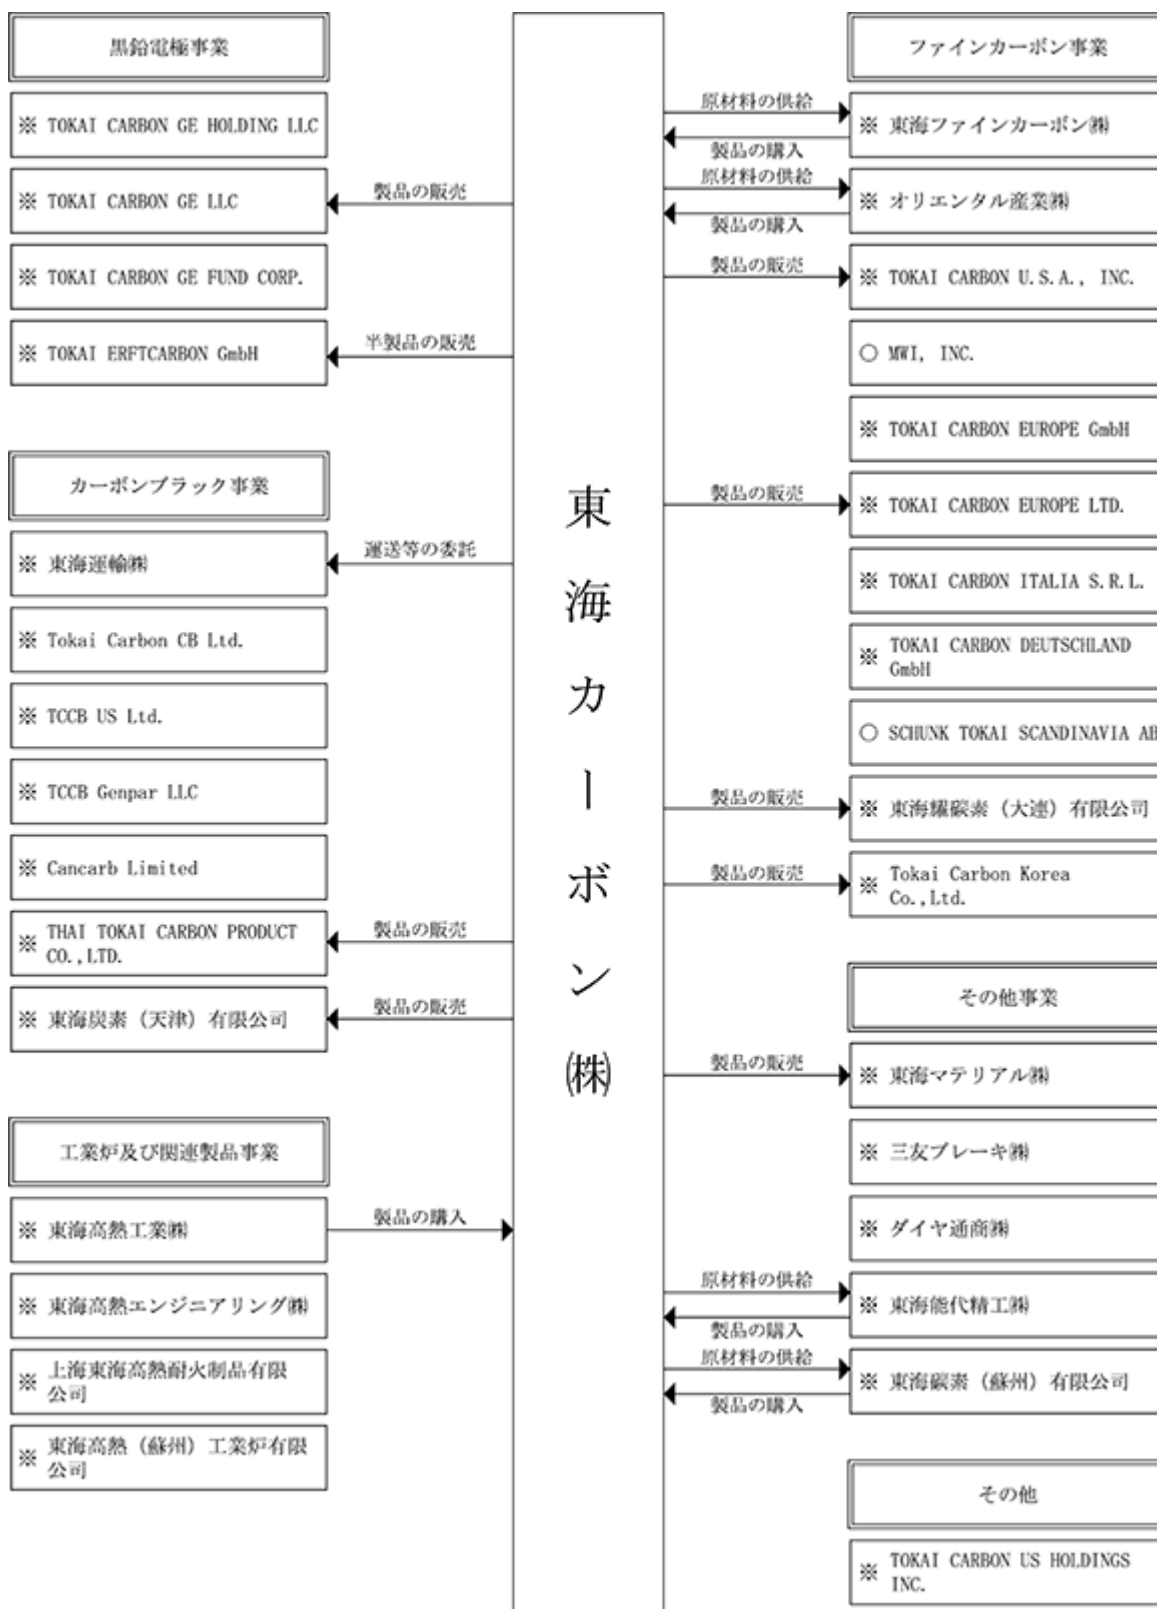 黒鉛電極事業
※ TOKAI CARBON GE HOLDING LLC
※ TOKAI CARBON GE LLC
製品の販売
※ TOKAI CARBON GE FUND CORP.
※ TOKAI ERFTCARBON GmbH
半製品の販売
カーボンブラック事業
※ 東海運輸㈱
運送等の委託
※ Tokai Carbon CB Ltd.
※ TCCB US Ltd.
※ TCCB Genpar LLC
※ Cancarb Limited
※ THAI TOKAI CARBON PRODUCT
CO.,LTD.
製品の販売
※ 東海炭素（天津）有限公司
製品の販売
工業炉及び関連製品事業
※ 東海高熱工業㈱
製品の購入
※ 東海高熱エンジニアリング㈱
※ 上海東海高熱耐火制品有限
公司
※ 東海高熱（蘇州）工業炉有限
公司
東海カーボン㈱
ファインカーボン事業
原材料の供給
※ 東海ファインカーボン㈱
製品の購入
原材料の供給
※ オリエンタル産業㈱
製品の購入
製品の販売
※ TOKAI CARBON U.S.A., INC.
○ MWI, INC.
※ TOKAI CARBON EUROPE GmbH
製品の販売
※ TOKAI CARBON EUROPE LTD.
※ TOKAI CARBON ITALIA S.R.L.
※ TOKAI CARBON DEUTSCHLAND
GmbH
○ SCHUNK TOKAI SCANDINAVIA AB
製品の販売
※ 東海耀碳素（大連）有限公司
製品の販売
※ Tokai Carbon Korea
Co.,Ltd.
その他事業
製品の販売
※ 東海マテリアル㈱
※ 三友ブレーキ㈱
※ ダイヤ通商㈱
原材料の供給
※ 東海能代精工㈱
製品の購入
原材料の供給
※ 東海碳素（蘇州）有限公司
製品の購入
その他
※ TOKAI CARBON US HOLDINGS
INC.